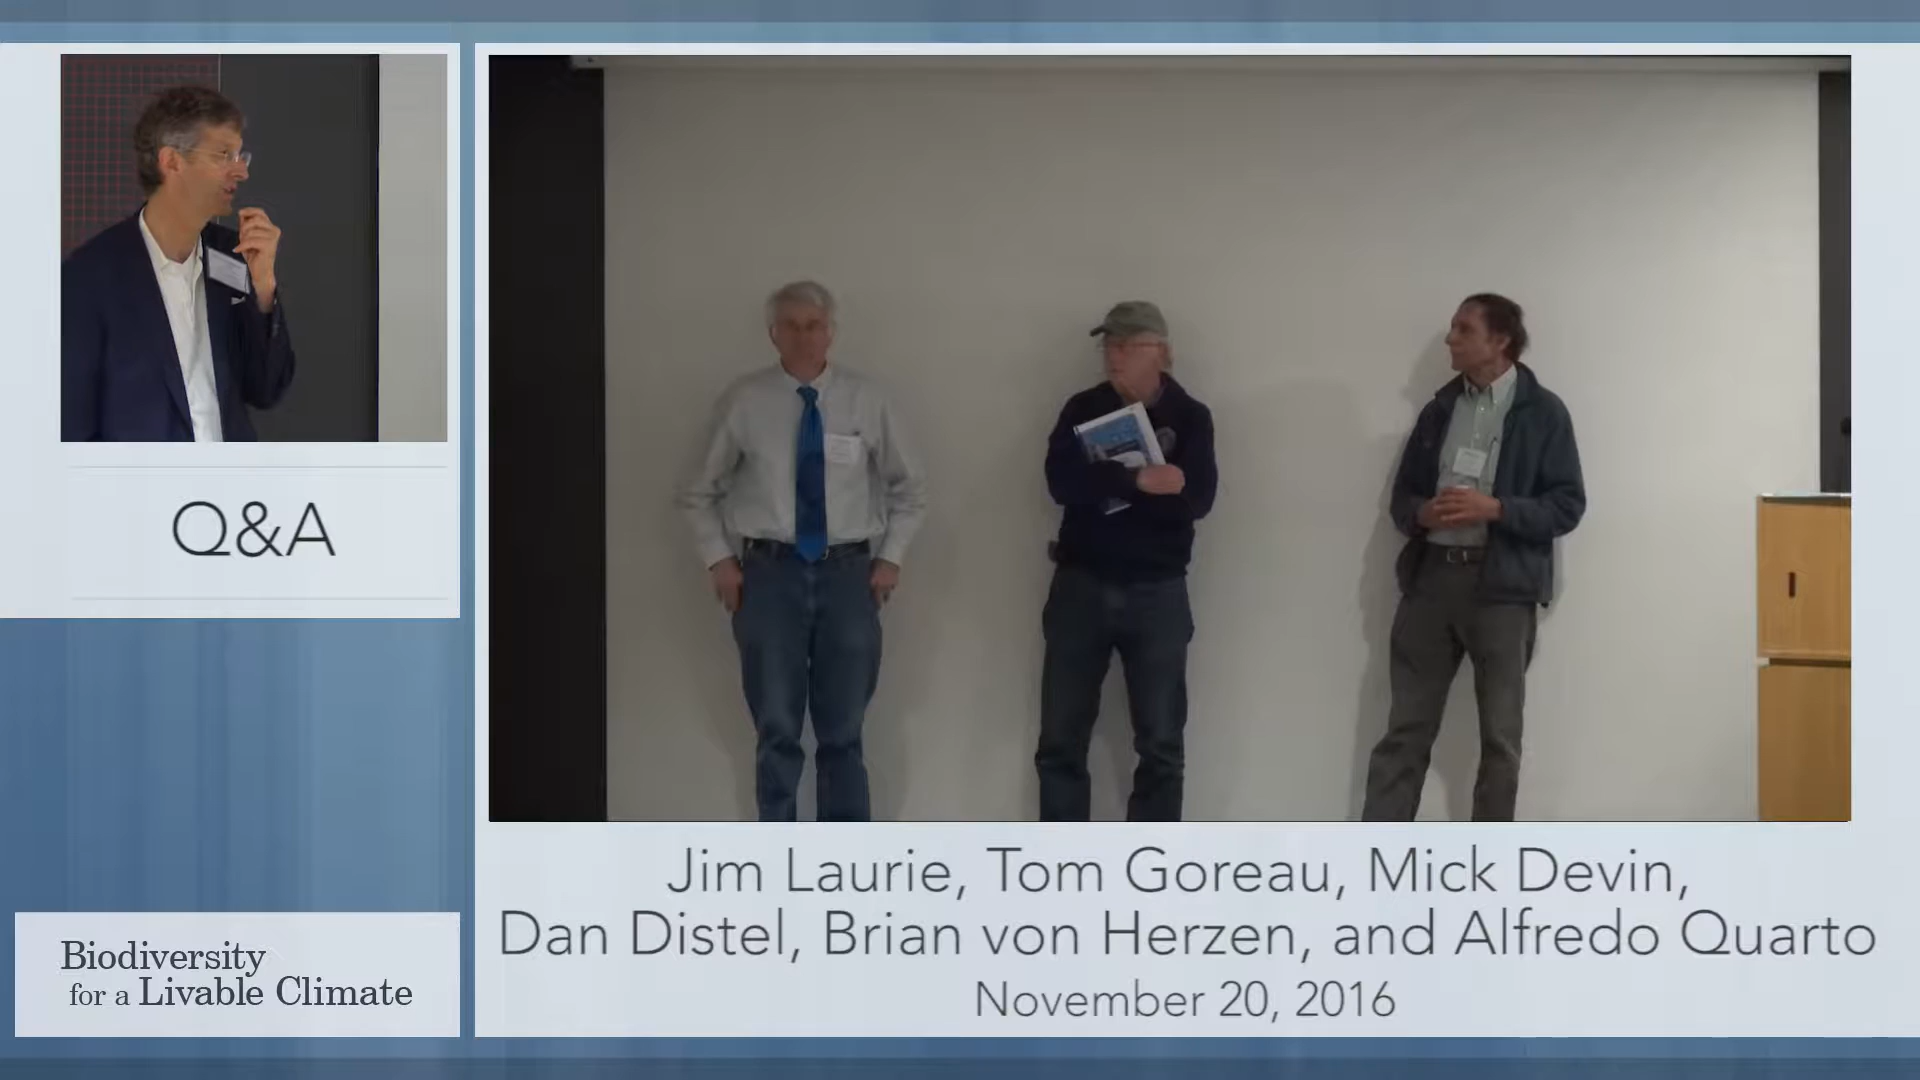 Q&A
Biodiversity
for a Livable Climate
Jim Laurie, Tom Goreau, Mick Devin,
Dan Distel, Brian von Herzen, and Alfredo Quarto
November 20, 2016